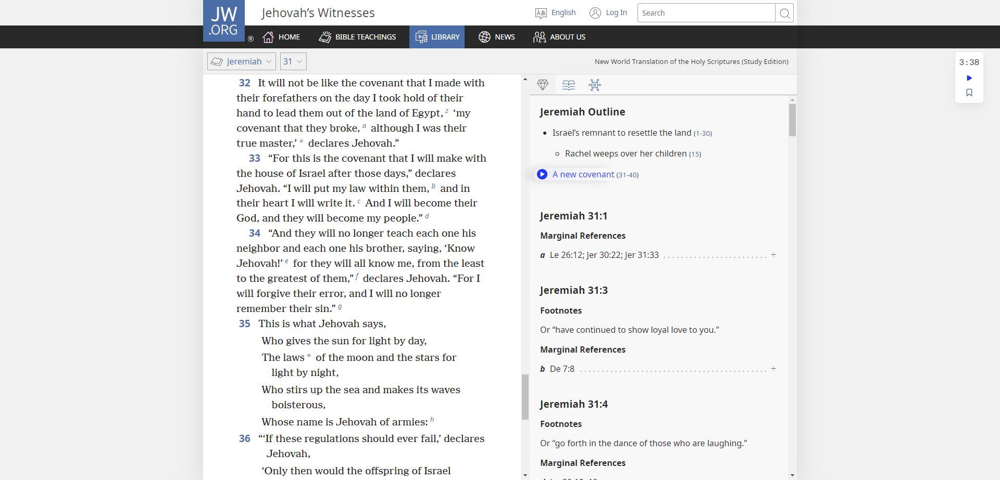 JW
.ORG
®
Jehovah’s Witnesses
English
Log In
Search
HOME
BIBLE TEACHINGS
LIBRARY
NEWS
ABOUT US
Jeremiah
31
New World Translation of the Holy Scriptures (Study Edition)
3:38
32 It will not be like the covenant that I made with
their forefathers on the day I took hold of their
hand to lead them out of the land of Egypt, z ‘my
covenant that they broke, a although I was their
true master,’ * declares Jehovah.”
33 “For this is the covenant that I will make with
the house of Israel after those days,” declares
Jehovah. “I will put my law within them, b and in
their heart I will write it. c And I will become their
God, and they will become my people.” d
34 “And they will no longer teach each one his
neighbor and each one his brother, saying, ‘Know
Jehovah!’ e for they will all know me, from the least
to the greatest of them,” f declares Jehovah. “For I
will forgive their error, and I will no longer
remember their sin.” g
35 This is what Jehovah says,
Who gives the sun for light by day,
The laws * of the moon and the stars for
light by night,
Who stirs up the sea and makes its waves
boisterous,
Whose name is Jehovah of armies: h
36 “‘If these regulations should ever fail,’ declares
Jehovah,
‘Only then would the offspring of Israel
Jeremiah Outline
Israel’s remnant to resettle the land (1-30)
Rachel weeps over her children (15)
A new covenant (31-40)
Jeremiah 31:1
Marginal References
a Le 26:12; Jer 30:22; Jer 31:33 +
Jeremiah 31:3
Footnotes
Or “have continued to show loyal love to you.”
Marginal References
b De 7:8 +
Jeremiah 31:4
Footnotes
Or “go forth in the dance of those who are laughing.”
Marginal References